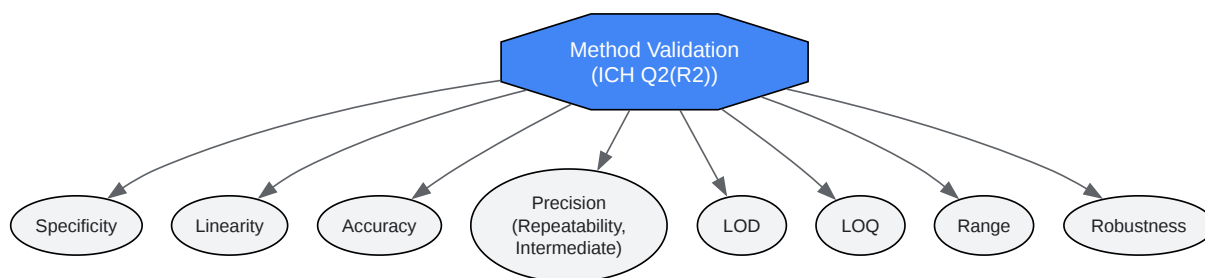 Method Validation
(ICH Q2(R2))
Specificity
Linearity
Accuracy
Precision
(Repeatability,
Intermediate)
LOD
LOQ
Range
Robustness